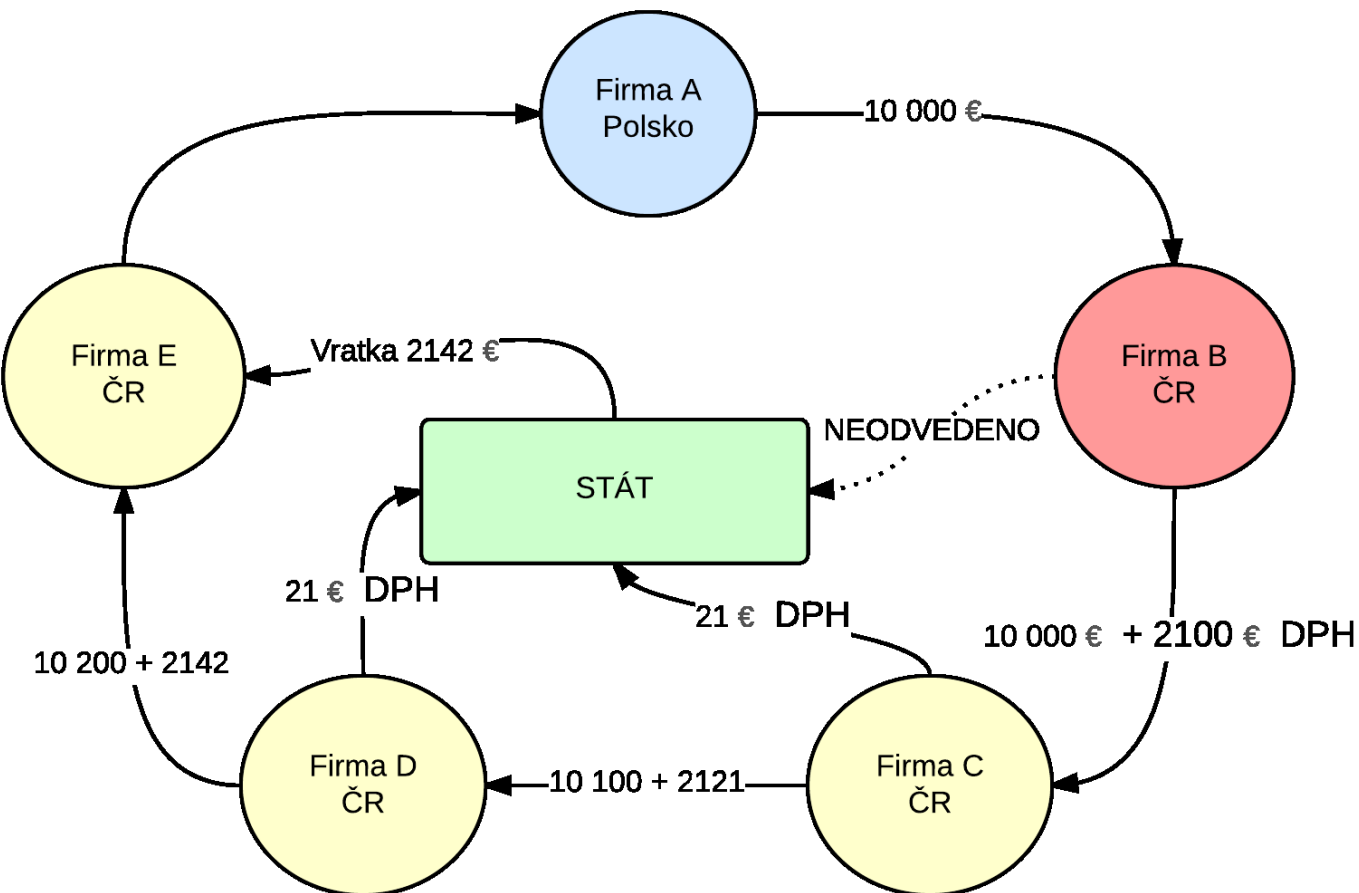 Firma A
Polsko
10 000 €
Firma E
ČR
Vratka 2142 €
Firma B
ČR
NEODVEDENO
STÁT
21 € DPH
21 € DPH
10 000 € + 2100 € DPH
10 200 + 2142
Firma D
ČR
10 100 + 2121
Firma C
ČR